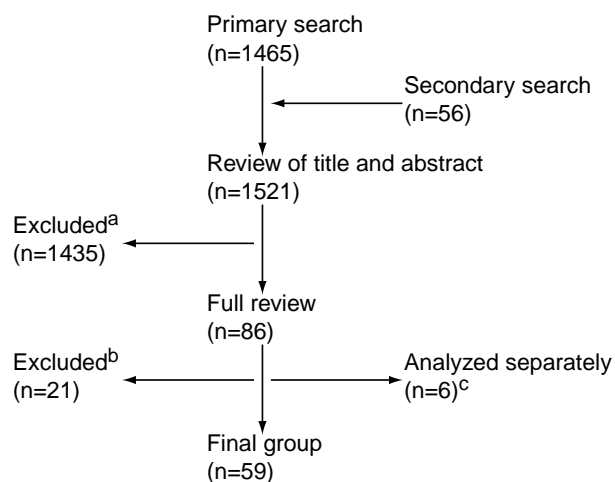 Primary search
(n=1465)
Secondary search
(n=56)
Review of title and abstract
(n=1521)
Excludedᵃ
(n=1435)
Full review
(n=86)
Excludedᵇ
(n=21)
Analyzed separately
(n=6)ᶜ
Final group
(n=59)